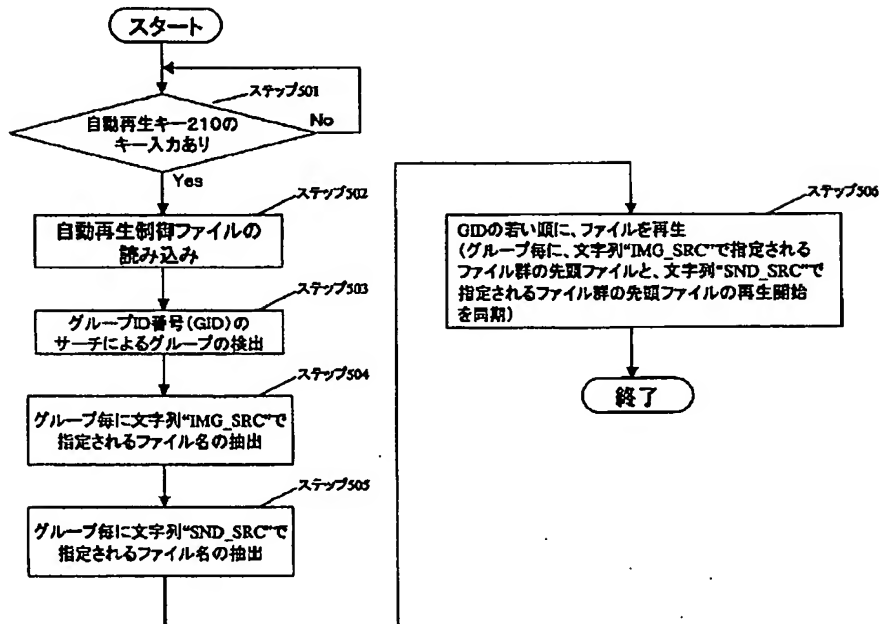 スタート
ステップ501
自動再生キー210の
キー入力あり
No
Yes
ステップ502
自動再生制御ファイルの
読み込み
ステップ503
グループID番号(GID)の
サーチによるグループの検出
ステップ504
グループ毎に文字列“IMG_SRC”で
指定されるファイル名の抽出
ステップ505
グループ毎に文字列“SND_SRC”で
指定されるファイル名の抽出
ステップ506
GIDの若い順に、ファイルを再生
(グループ毎に、文字列“IMG_SRC”で指定される
ファイル群の先頭ファイルと、文字列“SND_SRC”で
指定されるファイル群の先頭ファイルの再生開始
を同期)
終了